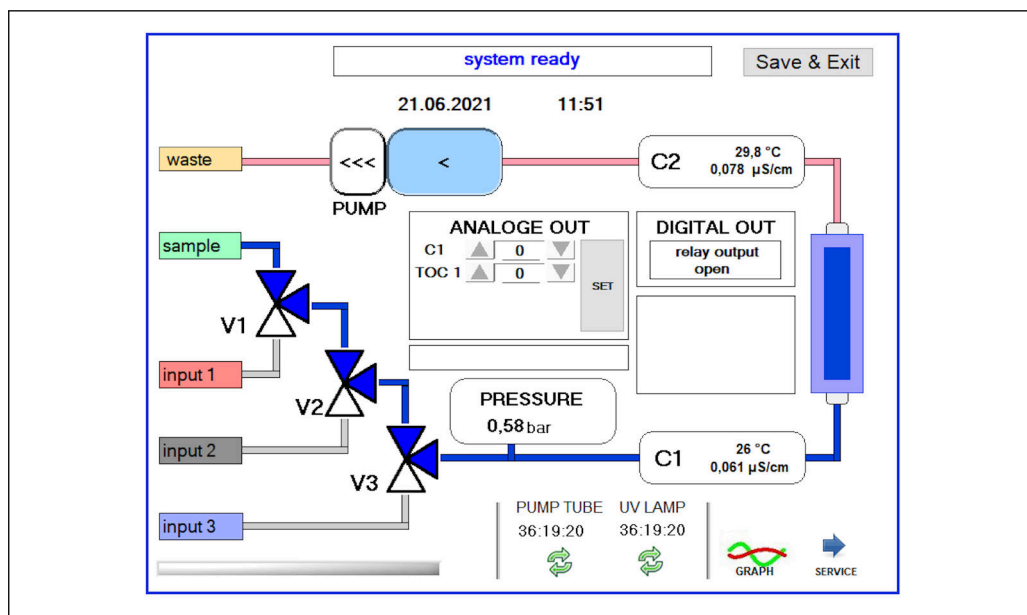 system ready
Save & Exit
21.06.2021 11:51
waste
<<<
<
C2
29,8 °C
0,078 µS/cm
PUMP
sample
ANALOGE OUT
C1 0
TOC 1 0
SET
DIGITAL OUT
relay output
open
V1
input 1
V2
PRESSURE
0,58 bar
input 2
V3
C1
26 °C
0,061 µS/cm
input 3
PUMP TUBE UV LAMP
36:19:20 36:19:20
GRAPH
SERVICE